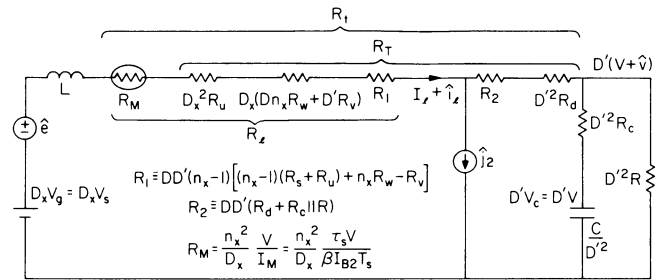 R_t
R_T
D'(V+v̂)
L
R_M
D_x²R_u
D_x(Dn_xR_w+D'R_v)
R_1
I_ℓ+î_ℓ
R_2
D'²R_d
R_ℓ
ê
D'²R_c
ĵ2
D'²R
D_xV_g = D_xV_s
R_1 ≡ DD'(n_x-1)[(n_x-1)(R_s+R_u)+n_xR_w-R_v]
R_2 ≡ DD'(R_d+R_c||R)
D'V_c = D'V
C/D'²
R_M = n_x²/D_x V/I_M = n_x²/D_x τ_sV/βI_B2T_s